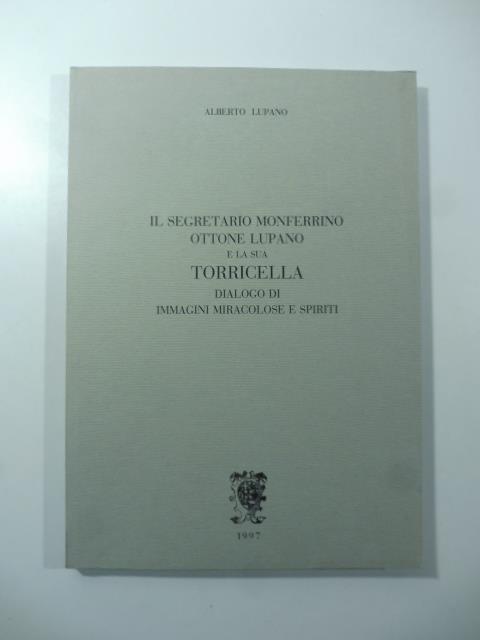 ALBERTO LUPANO
IL SEGRETARIO MONFERRINO
OTTONE LUPANO
E LA SUA
TORRICELLA
DIALOGO DI
IMMAGINI MIRACOLOSE E SPIRITI
1997